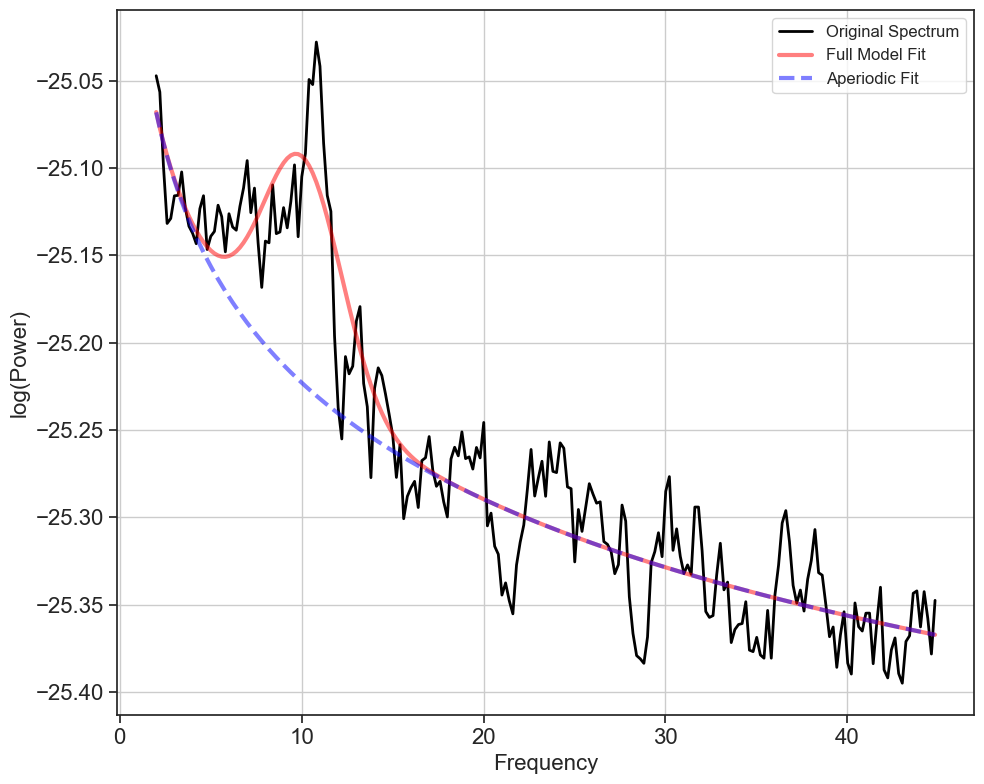 Original Spectrum
Full Model Fit
Aperiodic Fit
log(Power)
−25.05
−25.10
−25.15
−25.20
−25.25
−25.30
−25.35
−25.40
0
10
20
30
40
Frequency